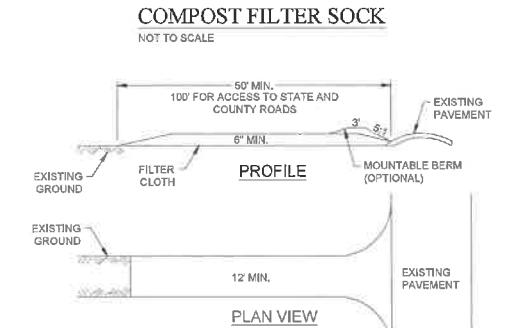 COMPOST FILTER SOCK
NOT TO SCALE
50' MIN.
100' FOR ACCESS TO STATE AND
COUNTY ROADS
EXISTING
PAVEMENT
3'
5:1
6" MIN.
EXISTING
GROUND
FILTER
CLOTH
PROFILE
MOUNTABLE BERM
(OPTIONAL)
EXISTING
GROUND
12' MIN.
EXISTING
PAVEMENT
PLAN VIEW